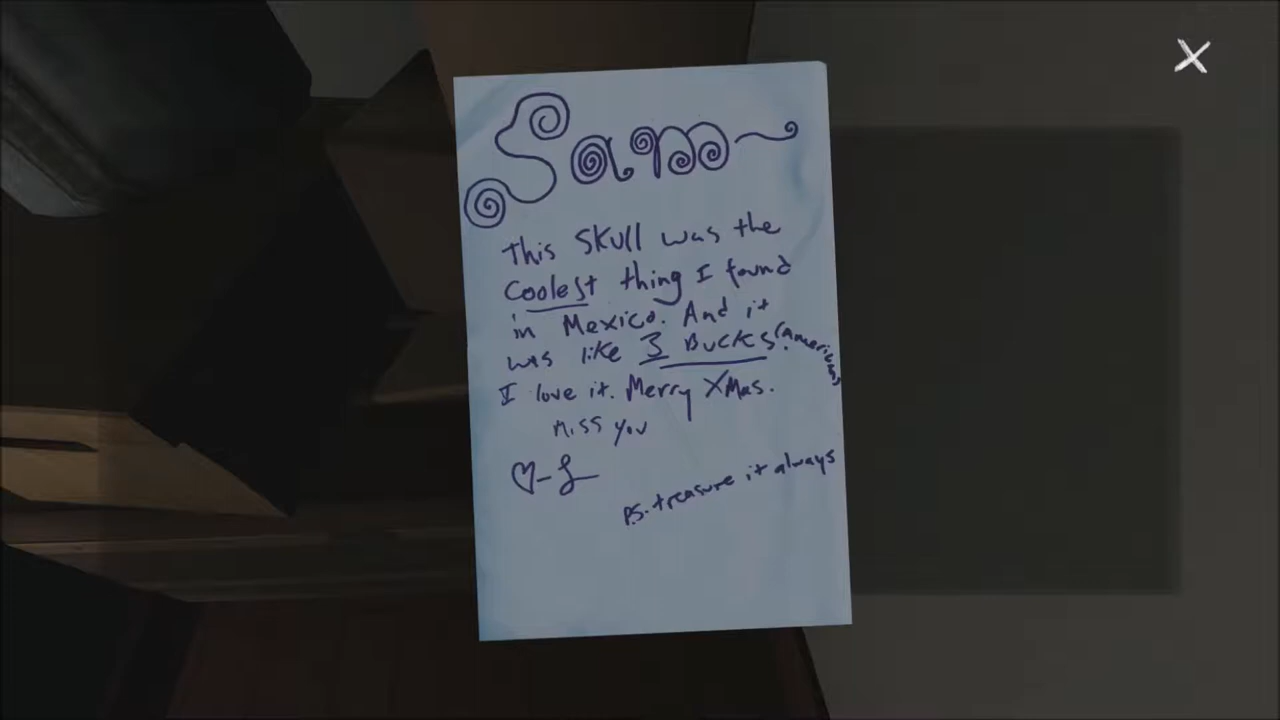 Sam~
This Skull was the
Coolest thing I found
in Mexico. And it
was like 3 BUCKS. (American)
I love it. Merry XMas.
Miss you
♡-L
P.S. treasure it always